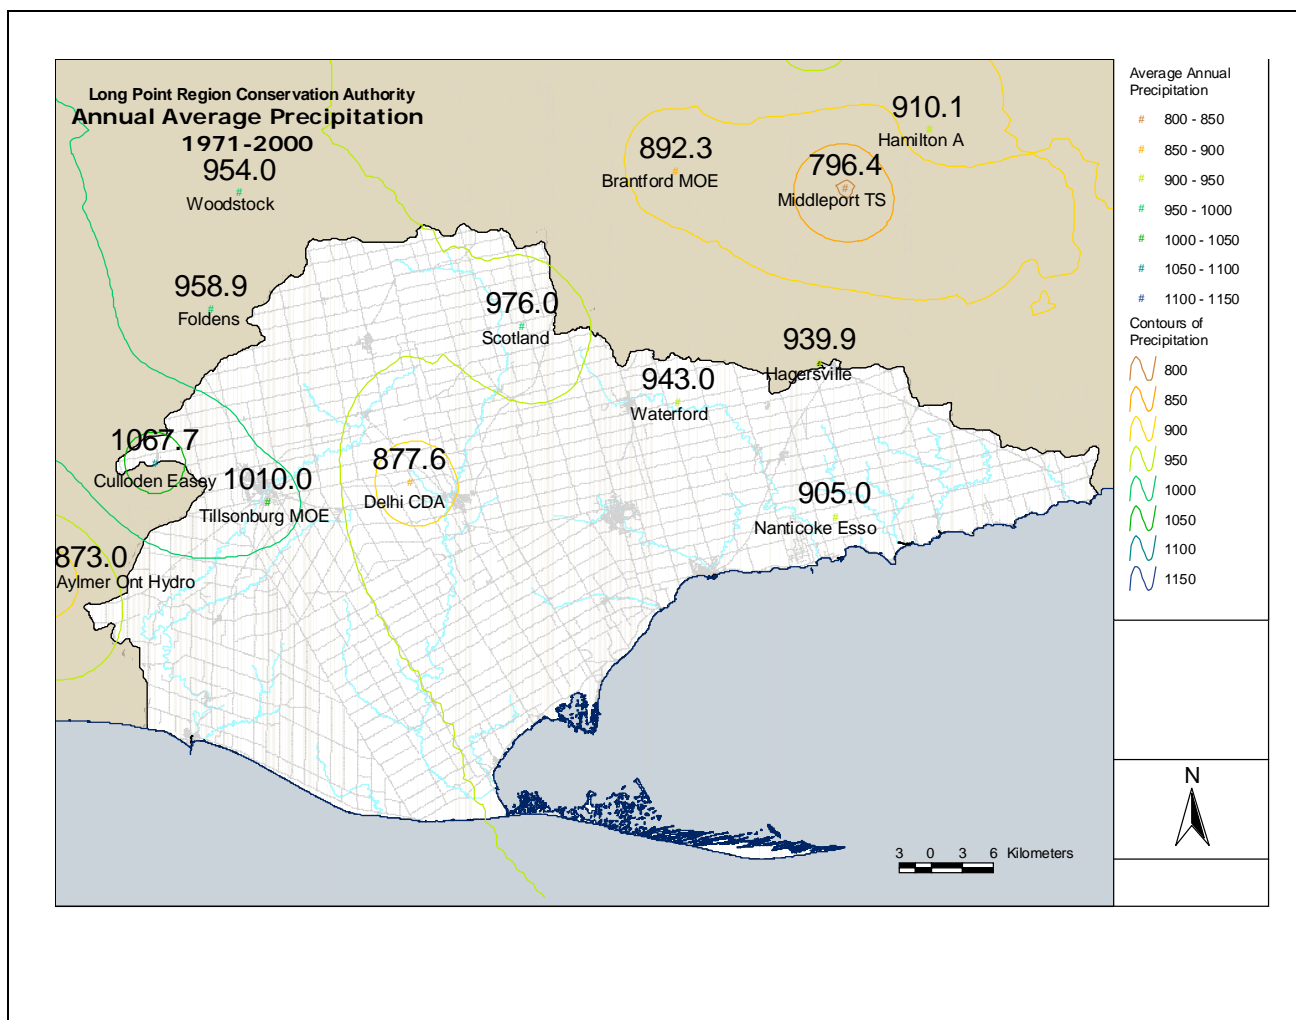 Long Point Region Conservation Authority
Annual Average Precipitation
1971-2000
954.0
Woodstock
910.1
Hamilton A
892.3
Brantford MOE
796.4
Middleport TS
958.9
Foldens
976.0
Scotland
939.9
Hagersville
943.0
Waterford
1067.7
Culloden Easey
1010.0
Tillsonburg MOE
877.6
Delhi CDA
905.0
Nanticoke Esso
873.0
Aylmer Ont Hydro
Average Annual
Precipitation
# 800 - 850
# 850 - 900
# 900 - 950
# 950 - 1000
# 1000 - 1050
# 1050 - 1100
# 1100 - 1150
Contours of
Precipitation
800
850
900
950
1000
1050
1100
1150
N
3 0 3 6 Kilometers